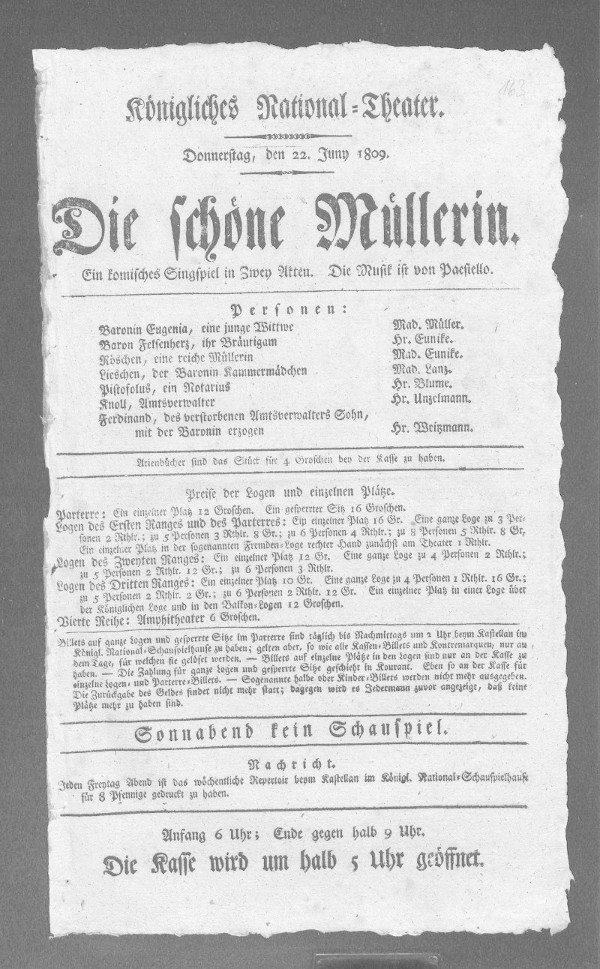 163
Königliches National-Theater.
Donnerstag, den 22. Juny 1809.
Die schöne Müllerin.
Ein komisches Singspiel in Zwey Akten. Die Musik ist von Paesiello.
Personen:
Baronin Eugenia, eine junge Wittwe Mad. Müller.
Baron Felsenherz, ihr Bräutigam Hr. Eunike.
Röschen, eine reiche Müllerin Mad. Eunike.
Lieschen, der Baronin Kammermädchen Mad. Lanz.
Pistofolus, ein Notarius Hr. Blume.
Knoll, Amtsverwalter Hr. Unzelmann.
Ferdinand, des verstorbenen Amtsverwalters Sohn,
mit der Baronin erzogen Hr. Weitzmann.
Arienbücher sind das Stück für 4 Groschen bey der Kasse zu haben.
Preise der Logen und einzelnen Plätze.
Parterre: Ein einzelner Platz 12 Groschen. Ein gesperrter Sitz 16 Groschen.
Logen des Ersten Ranges und des Parterres: Ein einzelner Platz 16 Gr. Eine ganze Loge zu 3 Per-
sonen 2 Rthlr.; zu 5 Personen 3 Rthlr. 8 Gr.; zu 6 Personen 4 Rthlr.; zu 8 Personen 5 Rthlr. 8 Gr,
Ein einzelner Platz in der sogenannten Fremden-Loge rechter Hand zunächst am Theater 1 Rthlr.
Logen des Zweyten Ranges: Ein einzelner Platz 12 Gr. Eine ganze Loge zu 4 Personen 2 Rthlr.;
zu 5 Personen 2 Rthlr. 12 Gr.; zu 6 Personen 3 Rthlr.
Logen des Dritten Ranges: Ein einzelner Platz 10 Gr. Eine ganze Loge zu 4 Personen 1 Rthlr. 16 Gr.;
zu 5 Personen 2 Rthlr. 2 Gr.; zu 6 Personen 2 Rthlr. 12 Gr. Ein einzelner Platz in einer Loge über
der Königlichen Loge und in den Balkon-Logen 12 Groschen.
Vierte Reihe: Amphitheater 6 Groschen.
Billets auf ganze Logen und gesperrte Sitze im Parterre sind täglich bis Nachmittags um 2 Uhr beym Kastellan im
Königl. National-Schauspielhause zu haben; gelten aber, so wie alle Kassen-Billets und Kontremarquen, nur an
dem Tage, für welchen sie gelöset werden. — Billets auf einzelne Plätze in den Logen sind nur an der Kasse zu
haben. — Die Zahlung für ganze Logen und gesperrte Sitze geschieht in Kourant. Eben so an der Kasse für
einzelne Logen- und Parterre-Billets. — Sogenannte halbe oder Kinder-Billets werden nicht mehr ausgegeben.
Die Zurückgabe des Geldes findet nicht mehr statt; dagegen wird es Jedermann zuvor angezeigt, daß keine
Plätze mehr zu haben sind.
Sonnabend kein Schauspiel.
Nachricht.
Jeden Freytag Abend ist das wöchentliche Repertoir beym Kastellan im Königl. National-Schauspielhause
für 8 Pfennige gedruckt zu haben.
Anfang 6 Uhr; Ende gegen halb 9 Uhr.
Die Kasse wird um halb 5 Uhr geöffnet.